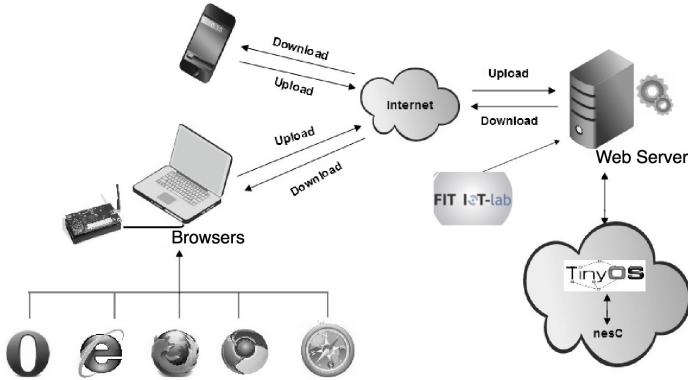 Download
Upload
Internet
Upload
Download
Upload
Download
Web Server
FIT IoT-lab
Browsers
TinyOS
nesC